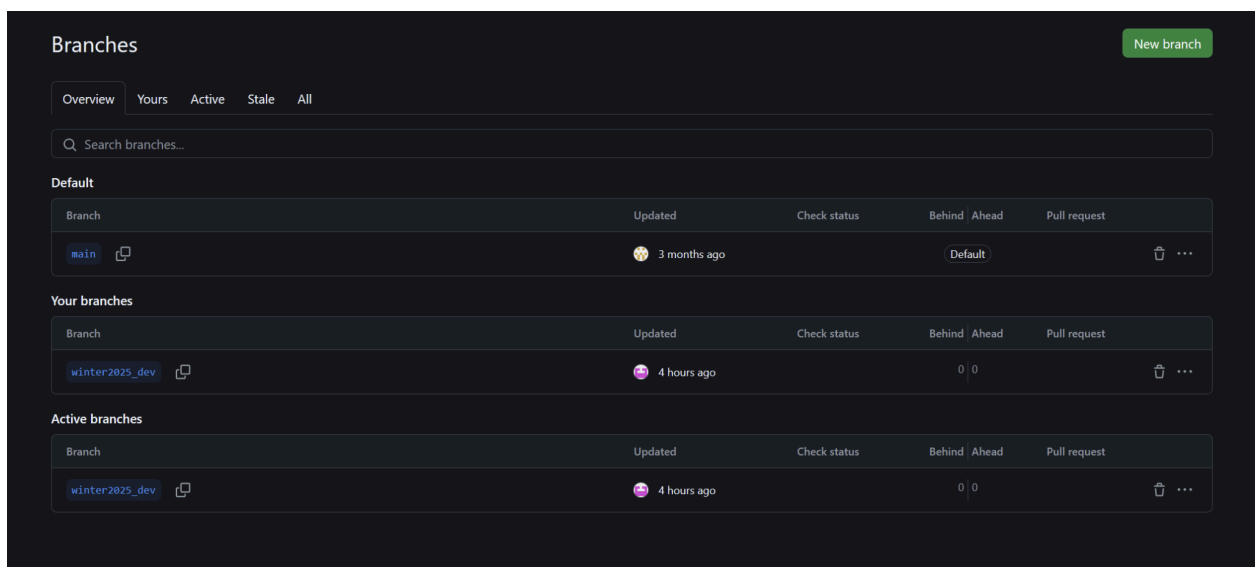 Branches
New branch
Overview Yours Active Stale All
Search branches...
Default
Branch Updated Check status Behind Ahead Pull request
main 3 months ago Default
Your branches
Branch Updated Check status Behind Ahead Pull request
winter2025_dev 4 hours ago 0 0
Active branches
Branch Updated Check status Behind Ahead Pull request
winter2025_dev 4 hours ago 0 0